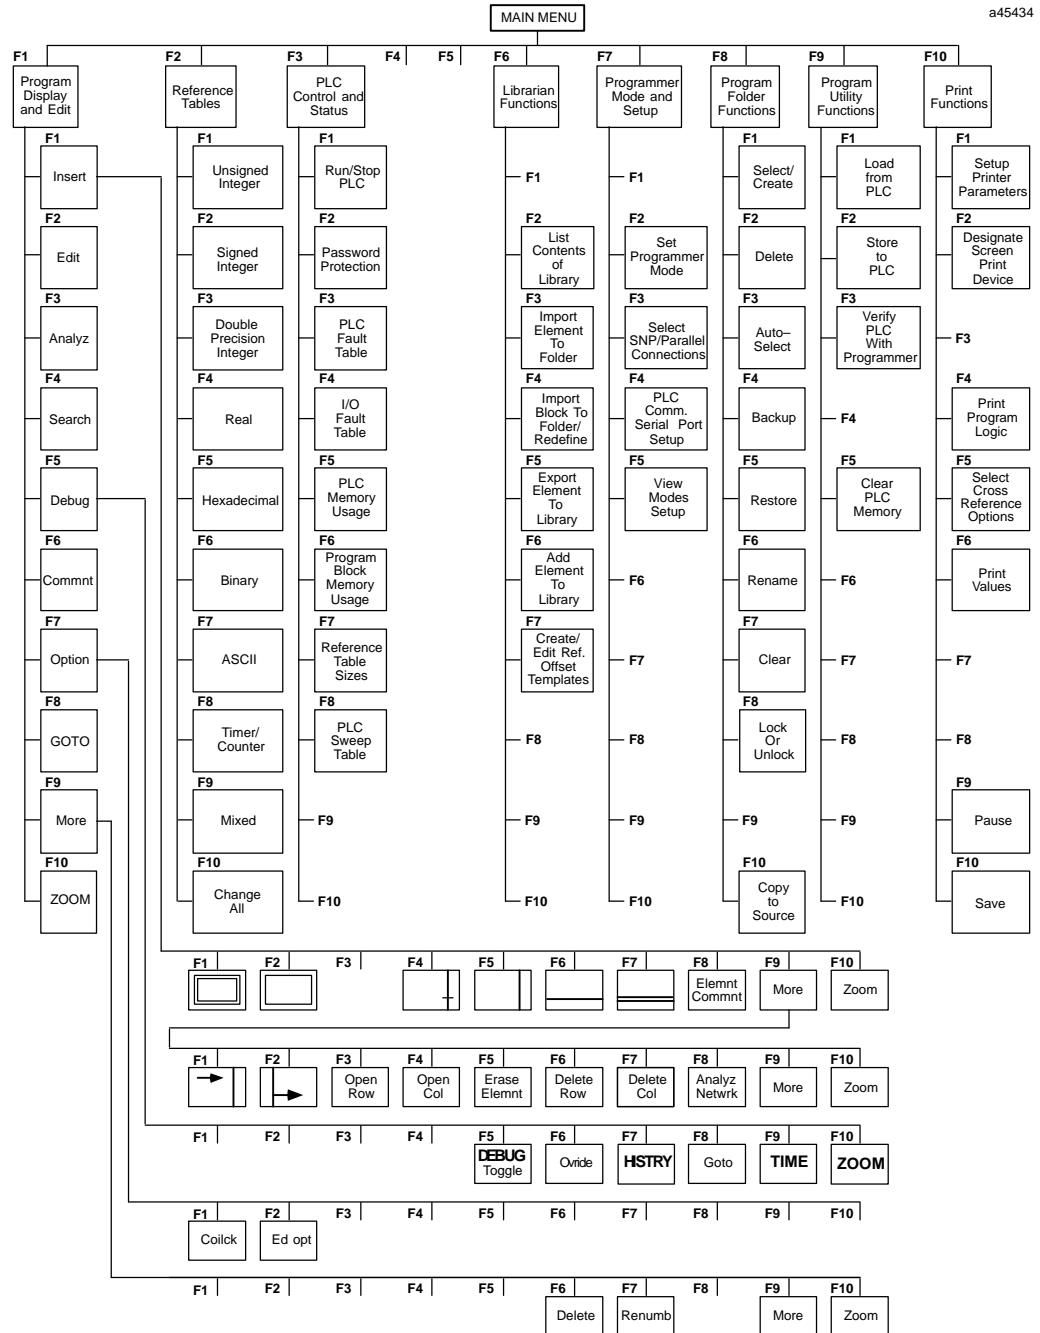 MAIN MENU
a45434
F1 F2 F3 F4 F5 F6 F7 F8 F9 F10
Program
Display
and Edit
Reference
Tables
PLC
Control and
Status
Librarian
Functions
Programmer
Mode and
Setup
Program
Folder
Functions
Program
Utility
Functions
Print
Functions
F1
Insert
F2
Edit
F3
Analyz
F4
Search
F5
Debug
F6
Commnt
F7
Option
F8
GOTO
F9
More
F10
ZOOM
F1
Unsigned
Integer
F2
Signed
Integer
F3
Double
Precision
Integer
F4
Real
F5
Hexadecimal
F6
Binary
F7
ASCII
F8
Timer/
Counter
F9
Mixed
F10
Change
All
F1
Run/Stop
PLC
F2
Password
Protection
F3
PLC
Fault
Table
F4
I/O
Fault
Table
F5
PLC
Memory
Usage
F6
Program
Block
Memory
Usage
F7
Reference
Table
Sizes
F8
PLC
Sweep
Table
F9
F10
F1
F2
List
Contents
of
Library
F3
Import
Element
To
Folder
F4
Import
Block To
Folder/
Redefine
F5
Export
Element
To
Library
F6
Add
Element
To
Library
F7
Create/
Edit Ref.
Offset
Templates
F8
F9
F10
F1
F2
Set
Programmer
Mode
F3
Select
SNP/Parallel
Connections
F4
PLC
Comm.
Serial Port
Setup
F5
View
Modes
Setup
F6
F7
F8
F9
F10
F1
Select/
Create
F2
Delete
F3
Auto–
Select
F4
Backup
F5
Restore
F6
Rename
F7
Clear
F8
Lock
Or
Unlock
F9
F10
Copy
to
Source
F1
Load
from
PLC
F2
Store
to
PLC
F3
Verify
PLC
With
Programmer
F4
F5
Clear
PLC
Memory
F6
F7
F8
F9
F10
F1
Setup
Printer
Parameters
F2
Designate
Screen
Print
Device
F3
F4
Print
Program
Logic
F5
Select
Cross
Reference
Options
F6
Print
Values
F7
F8
F9
Pause
F10
Save
F1 F2 F3 F4 F5 F6 F7 F8 F9 F10
Elemnt
Commnt
More
Zoom
F1 F2 F3 F4 F5 F6 F7 F8 F9 F10
Open
Row
Open
Col
Erase
Elemnt
Delete
Row
Delete
Col
Analyz
Netwrk
More
Zoom
F1 F2 F3 F4 F5 F6 F7 F8 F9 F10
DEBUG
Toggle
Ovride
HISTRY
Goto
TIME
ZOOM
F1 F2 F3 F4 F5 F6 F7 F8 F9 F10
Coilck
Ed opt
F1 F2 F3 F4 F5 F6 F7 F8 F9 F10
Delete
Renumb
More
Zoom